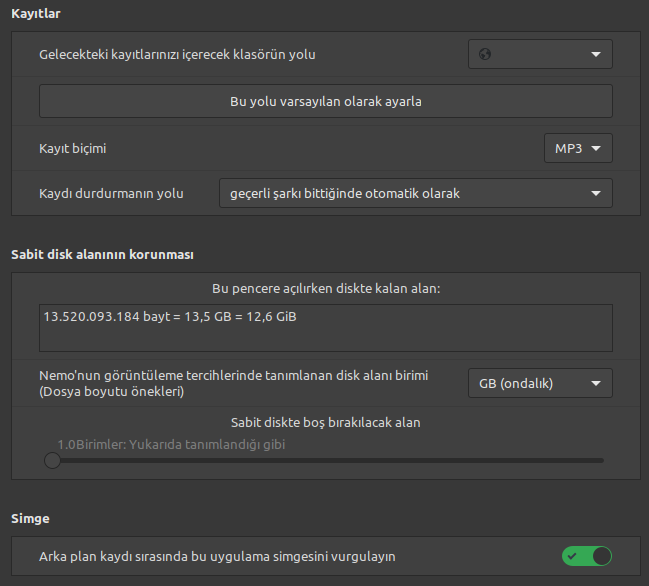 Kayıtlar
Gelecekteki kayıtlarınızı içerecek klasörün yolu
Bu yolu varsayılan olarak ayarla
Kayıt biçimi
MP3
Kaydı durdurmanın yolu
geçerli şarkı bittiğinde otomatik olarak
Sabit disk alanının korunması
Bu pencere açılırken diskte kalan alan:
13.520.093.184 bayt = 13,5 GB = 12,6 GiB
Nemo'nun görüntüleme tercihlerinde tanımlanan disk alanı birimi
(Dosya boyutu önekleri)
GB (ondalık)
Sabit diskte boş bırakılacak alan
1.0Birimler: Yukarıda tanımlandığı gibi
Simge
Arka plan kaydı sırasında bu uygulama simgesini vurgulayın